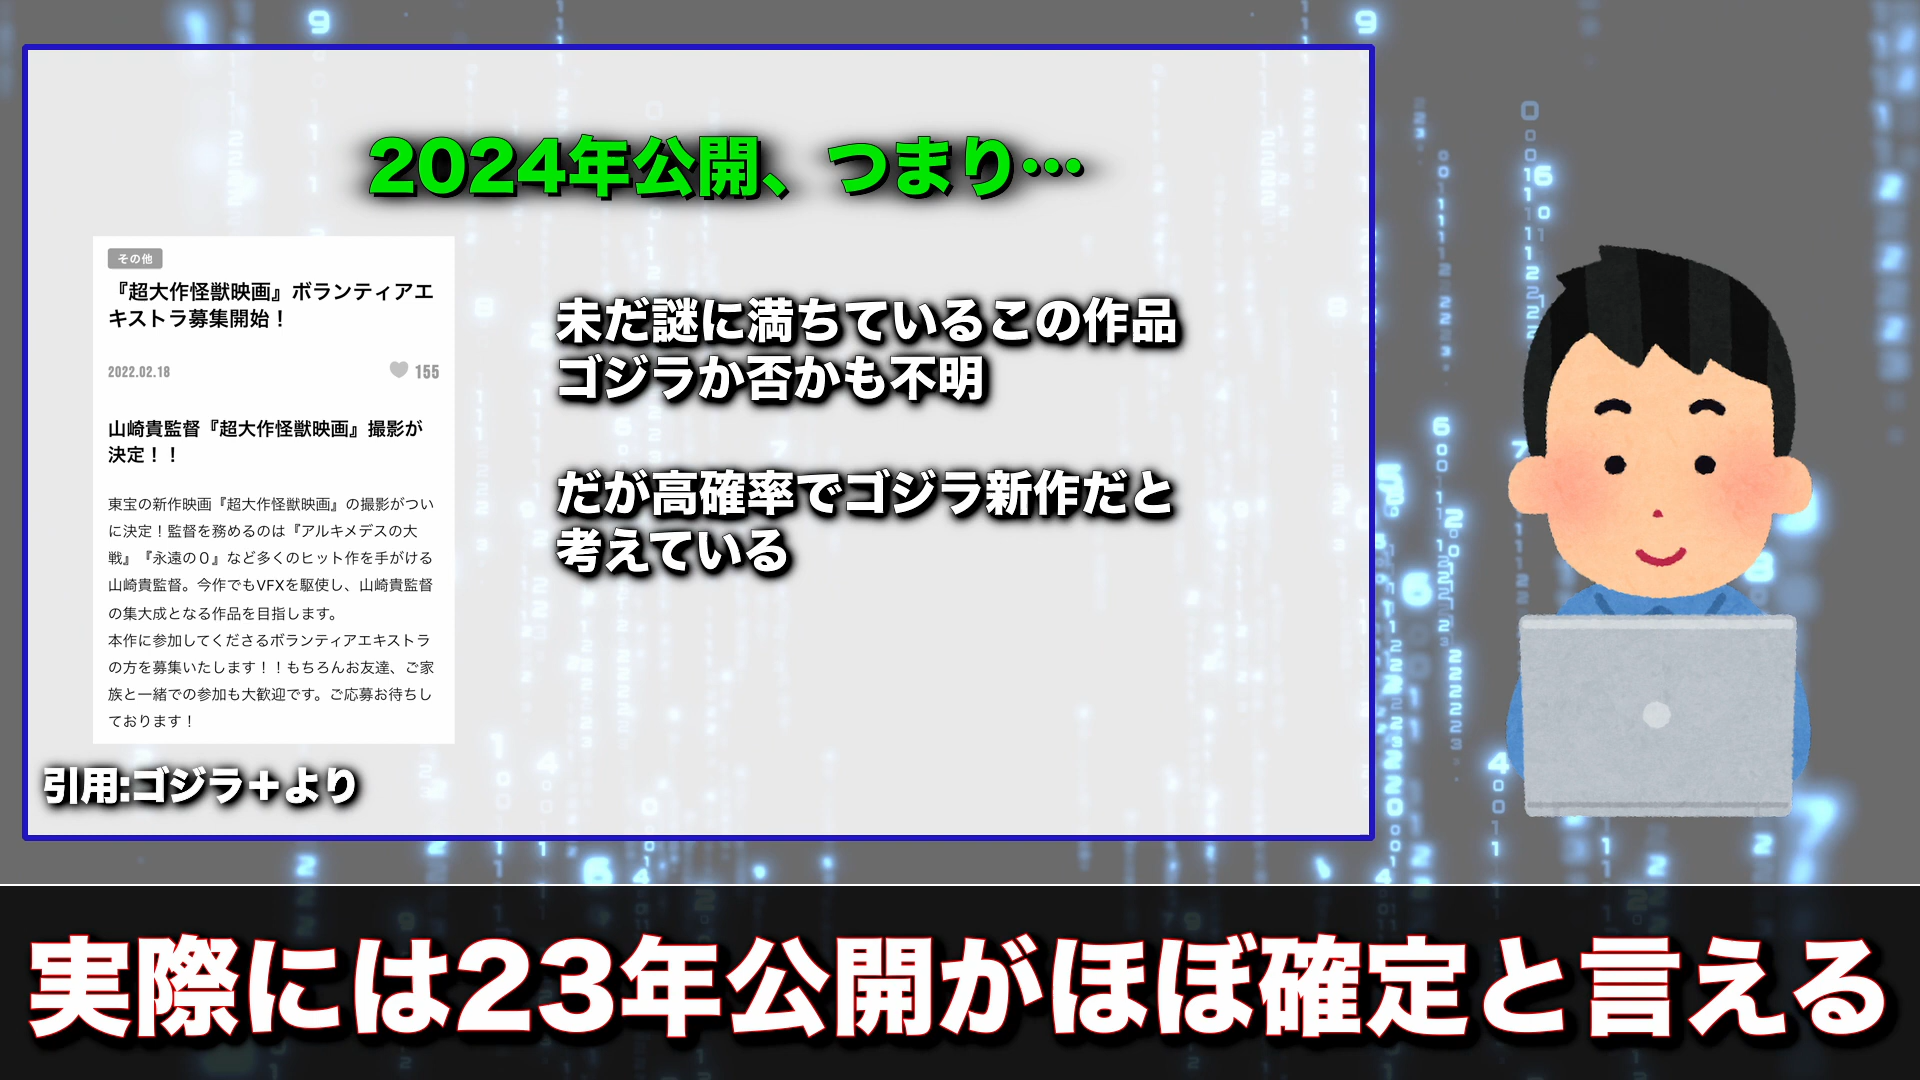 2024年公開、つまり…
その他
『超大作怪獣映画』ボランティアエ
キストラ募集開始！
2022.02.18
155
山崎貴監督『超大作怪獣映画』撮影が
決定！！
東宝の新作映画『超大作怪獣映画』の撮影がつい
に決定！監督を務めるのは『アルキメデスの大
戦』『永遠の０』など多くのヒット作を手がける
山崎貴監督。今作でもVFXを駆使し、山崎貴監督
の集大成となる作品を目指します。
本作に参加してくださるボランティアエキストラ
の方を募集いたします！！もちろんお友達、ご家
族と一緒での参加も大歓迎です。ご応募お待ちし
ております！
引用:ゴジラ＋より
未だ謎に満ちているこの作品
ゴジラか否かも不明
だが高確率でゴジラ新作だと
考えている
実際には23年公開がほぼ確定と言える